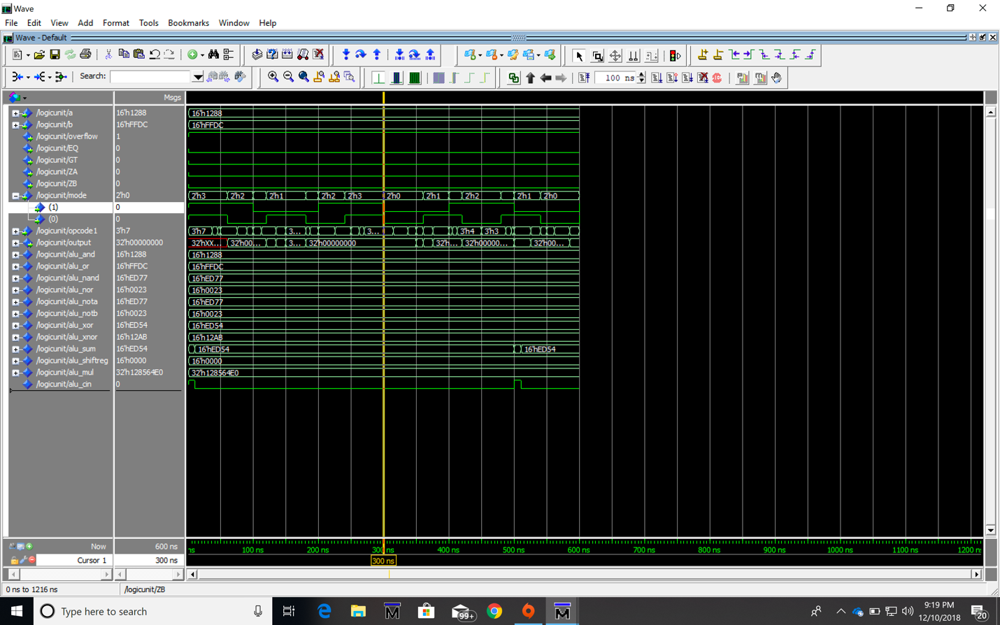 Wave
File Edit View Add Format Tools Bookmarks Window Help
Wave - Default
Search: 100 ns
Msgs
/logicunit/a 16'h1288 16'h1288
/logicunit/b 16'hFFDC 16'hFFDC
/logicunit/overflow 1
/logicunit/EQ 0
/logicunit/GT 0
/logicunit/ZA 0
/logicunit/ZB 0
/logicunit/mode 2'h0 2'h3 2'h2 2'h1 2'h2 2'h3 2'h0 2'h1 2'h2 2'h1 2'h0
(1) 0
(0) 0
/logicunit/opcode1 3'h7 3'h7 3... 3... 3'h4 3'h3
/logicunit/output 32'h00000000 32'hXX... 32'h00... 3... 32'h00000000 32'h... 32'h00000... 32'h00...
/logicunit/alu_and 16'h1288 16'h1288
/logicunit/alu_or 16'hFFDC 16'hFFDC
/logicunit/alu_nand 16'hED77 16'hED77
/logicunit/alu_nor 16'h0023 16'h0023
/logicunit/alu_nota 16'hED77 16'hED77
/logicunit/alu_notb 16'h0023 16'h0023
/logicunit/alu_xor 16'hED54 16'hED54
/logicunit/alu_xnor 16'h12AB 16'h12AB
/logicunit/alu_sum 16'hED54 16'hED54 16'hED54
/logicunit/alu_shiftreg 16'h0000 16'h0000
/logicunit/alu_mul 32'h128564E0 32'h128564E0
/logicunit/alu_cin 0
Now 600 ns ns 100 ns 200 ns 300 ns 400 ns 500 ns 600 ns 700 ns 800 ns 900 ns 1000 ns 1100 ns 1200 ns
Cursor 1 300 ns 300 ns
0 ns to 1216 ns /logicunit/ZB
Type here to search 99+ 9:19 PM
12/10/2018 20